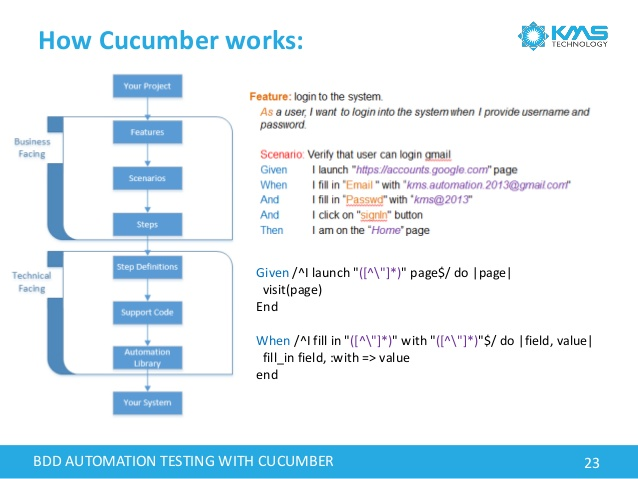 How Cucumber works:
KMS
TECHNOLOGY
Your Project
Business
Facing
Features
Scenarios
Steps
Technical
Facing
Step Definitions
Support Code
Automation
Library
Your System
Feature: login to the system.
As a user, I want to login into the system when I provide username and
password.
Scenario: Verify that user can login gmail
Given I launch "https://accounts.google.com" page
When I fill in "Email" with "kms.automation.2013@gmail.com"
And I fill in "Passwd" with "kms@2013"
And I click on "signIn" button
Then I am on the "Home" page
Given /^I launch "([^\"]*)" page$/ do |page|
visit(page)
End
When /^I fill in "([^\"]*)" with "([^\"]*)"$/ do |field, value|
fill_in field, :with => value
end
BDD AUTOMATION TESTING WITH CUCUMBER
23